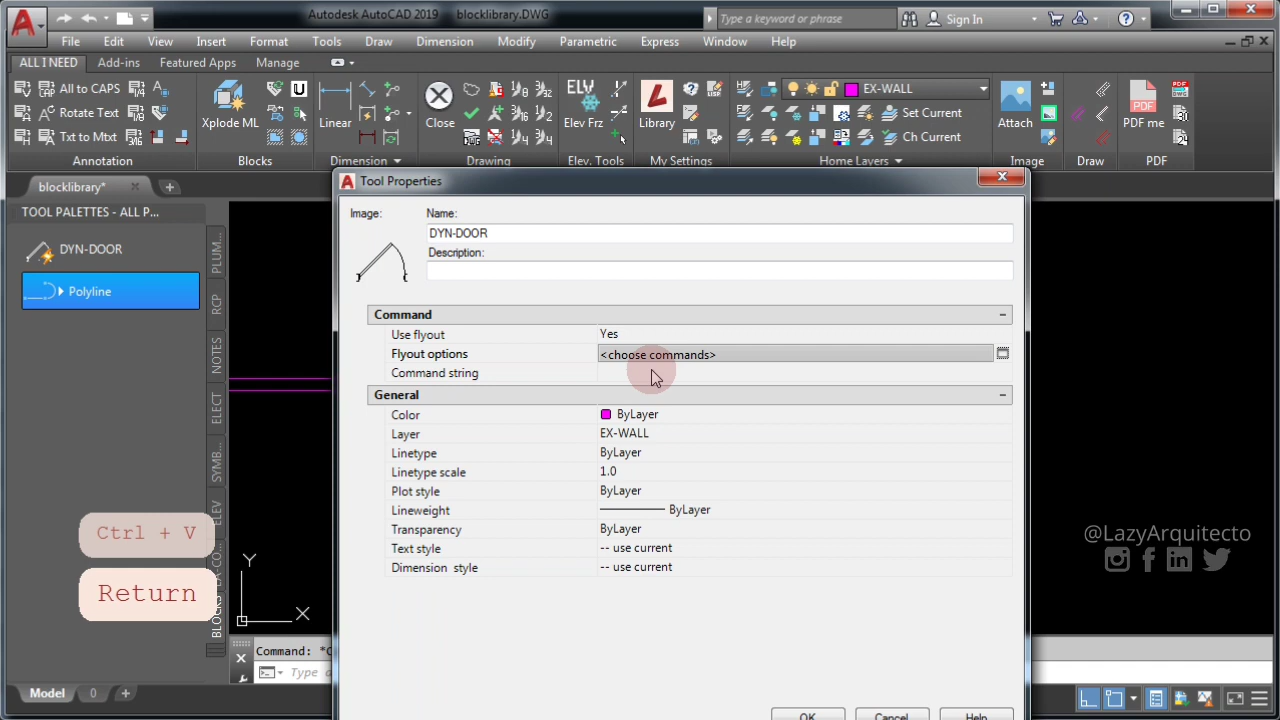 Autodesk AutoCAD 2019 blocklibrary.DWG
Type a keyword or phrase
Sign In
File Edit View Insert Format Tools Draw Dimension Modify Parametric Express Window Help
ALL I NEED Add-ins Featured Apps Manage
All to CAPS
Rotate Text
Txt to Mtxt
Annotation
Xplode ML
Blocks
Linear
Dimension
Close
Drawing
ELV
Elev Frz
Elev. Tools
Library
My Settings
EX-WALL
Set Current
Ch Current
Home Layers
Attach
Image
Draw
PDF me
PDF
blocklibrary*
TOOL PALETTES - ALL P...
DYN-DOOR
Polyline
PLUM...
RCP
NOTES
ELECT
SYMB...
ELEV
BLOCKS
Tool Properties
Image:
Name:
DYN-DOOR
Description:
Command
Use flyout Yes
Flyout options <choose commands>
Command string
General
Color ByLayer
Layer EX-WALL
Linetype ByLayer
Linetype scale 1.0
Plot style ByLayer
Lineweight ByLayer
Transparency ByLayer
Text style -- use current
Dimension style -- use current
OK Cancel Help
Ctrl + V
Return
Y
X
@LazyArquitecto
Command:
Type
Model 0